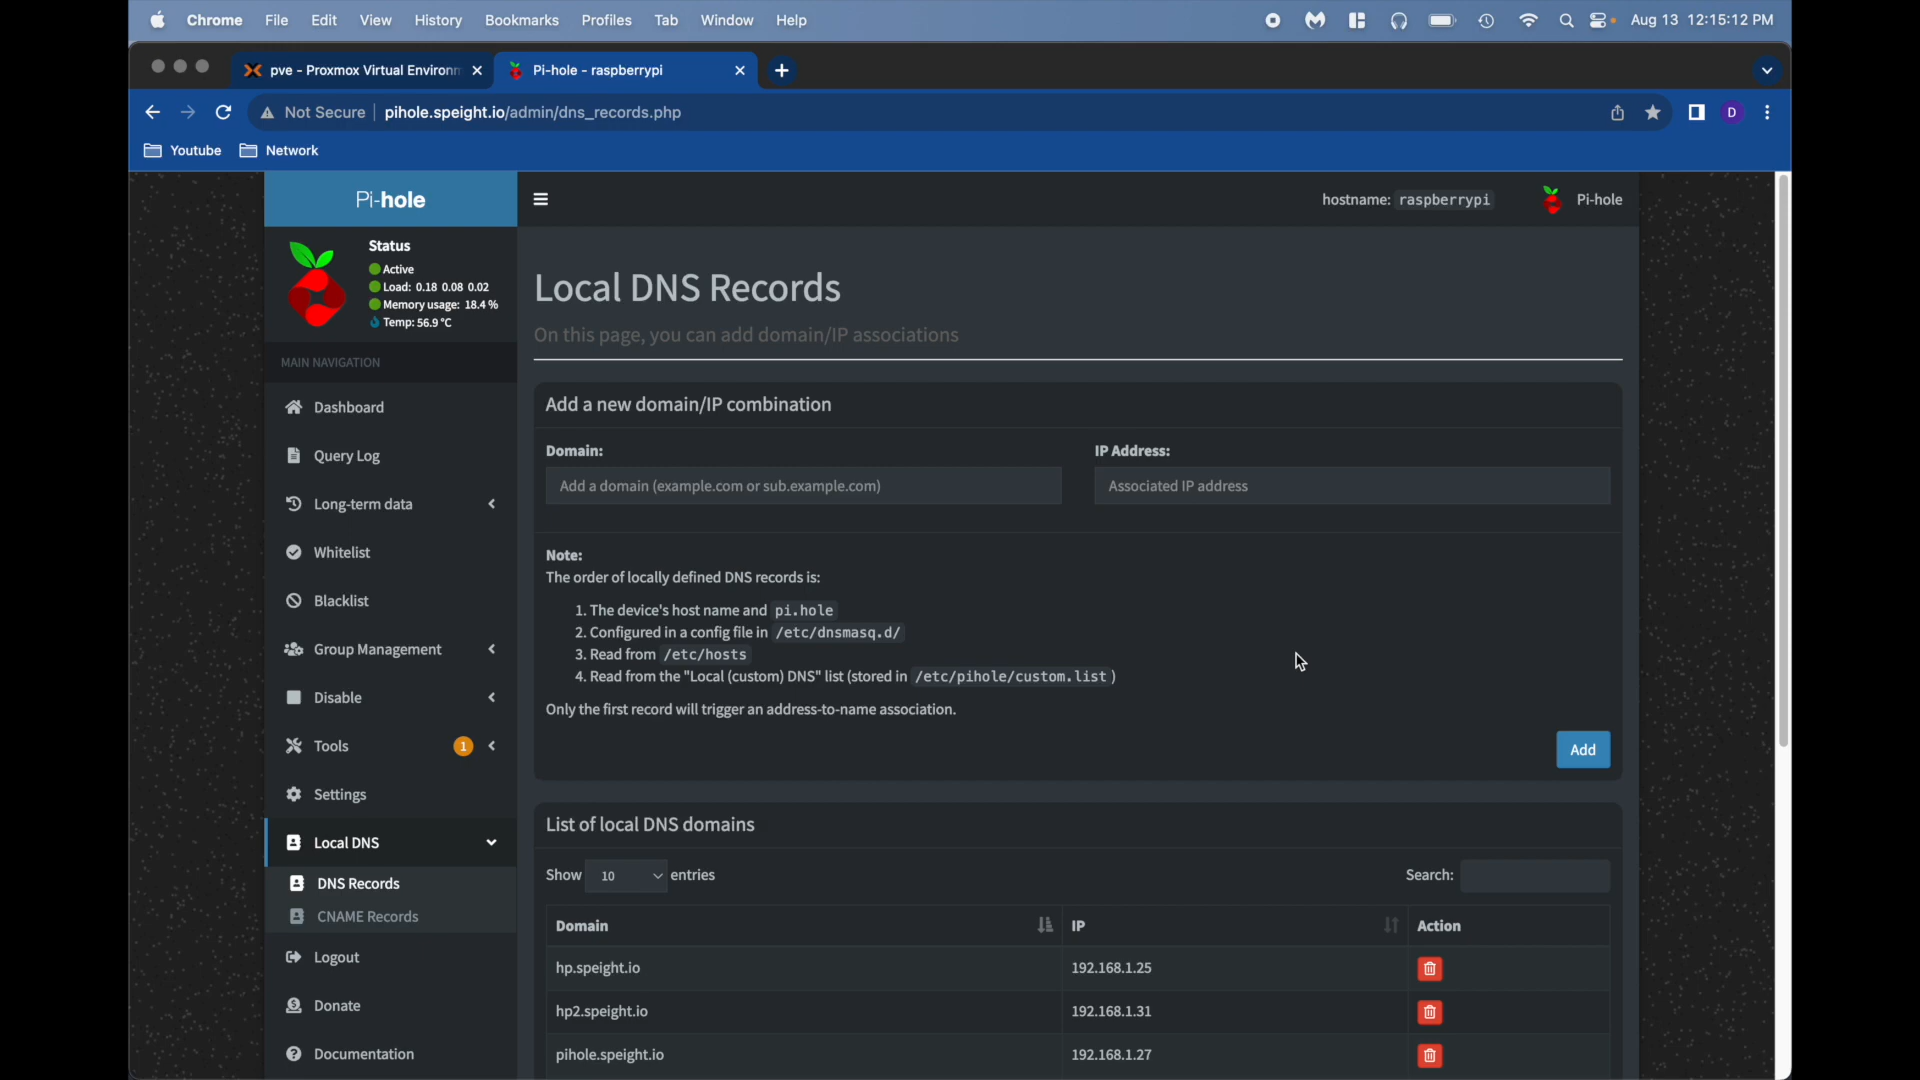 Chrome File Edit View History Bookmarks Profiles Tab Window Help
Aug 13 12:15:12 PM
pve - Proxmox Virtual Environm
Pi-hole - raspberrypi
Not Secure pihole.speight.io/admin/dns_records.php
D
Youtube Network
Pi-hole
hostname: raspberrypi
Pi-hole
Status
Active
Load: 0.18 0.08 0.02
Memory usage: 18.4 %
Temp: 56.9 °C
MAIN NAVIGATION
Dashboard
Query Log
Long-term data
Whitelist
Blacklist
Group Management
Disable
Tools 1
Settings
Local DNS
DNS Records
CNAME Records
Logout
Donate
Documentation
Local DNS Records
On this page, you can add domain/IP associations
Add a new domain/IP combination
Domain: IP Address:
Add a domain (example.com or sub.example.com) Associated IP address
Note:
The order of locally defined DNS records is:
1. The device's host name and pi.hole
2. Configured in a config file in /etc/dnsmasq.d/
3. Read from /etc/hosts
4. Read from the "Local (custom) DNS" list (stored in /etc/pihole/custom.list )
Only the first record will trigger an address-to-name association.
Add
List of local DNS domains
Show 10 entries Search:
Domain IP Action
hp.speight.io 192.168.1.25
hp2.speight.io 192.168.1.31
pihole.speight.io 192.168.1.27